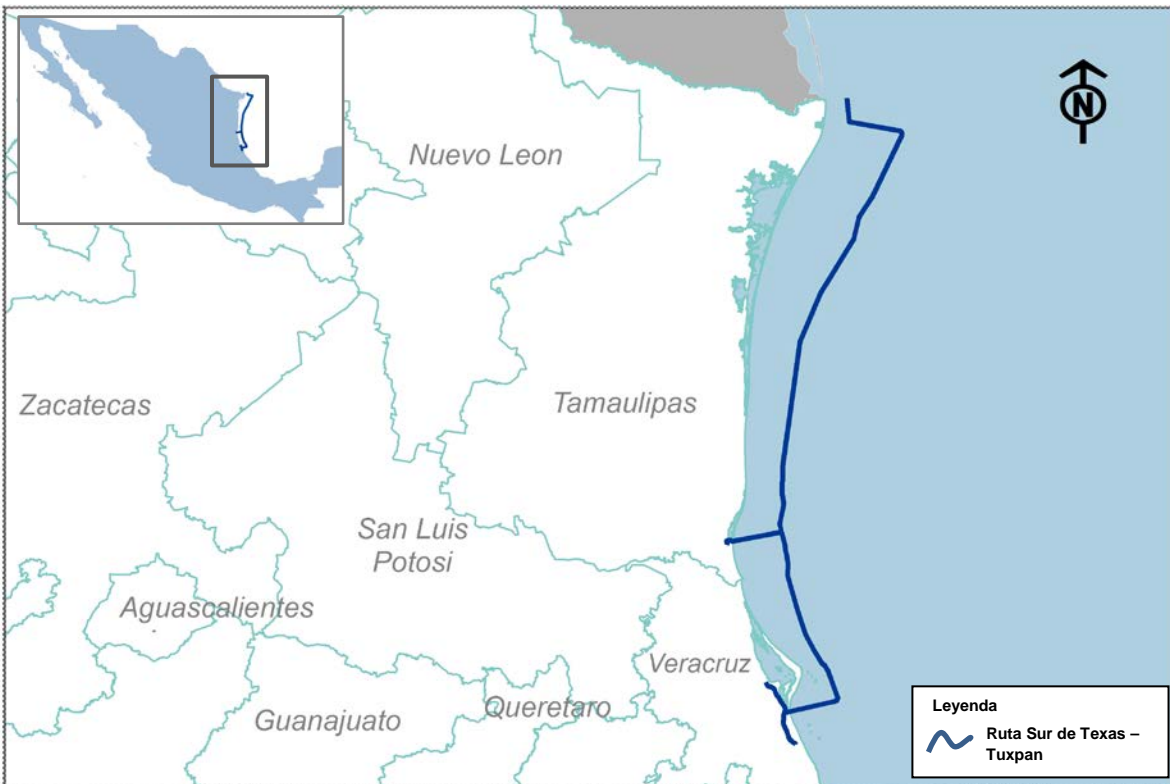 N
Nuevo Leon
Zacatecas
Tamaulipas
San Luis
Potosi
Aguascalientes
Veracruz
Guanajuato
Queretaro
Leyenda
Ruta Sur de Texas –
Tuxpan